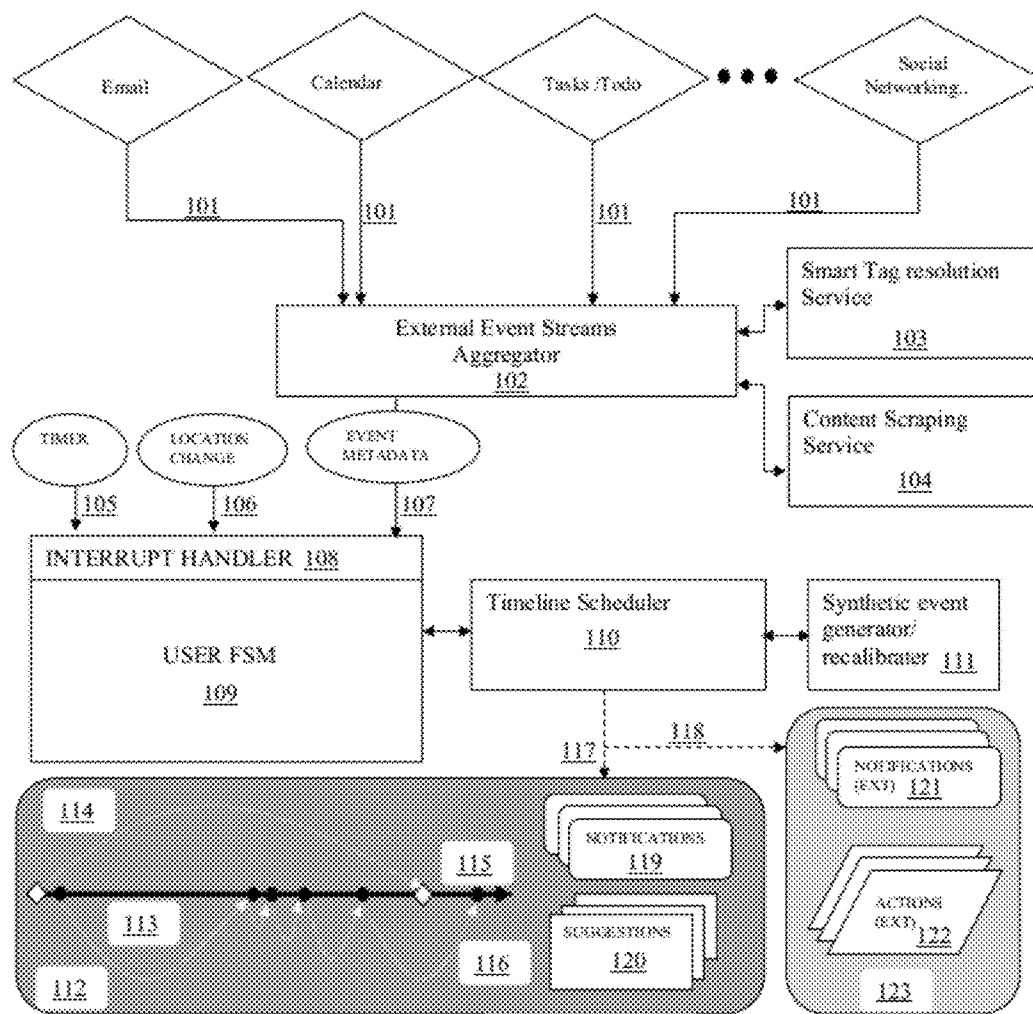 Email
Calendar
Tasks /Todo
Social
Networking..
101
101
101
101
External Event Streams
Aggregator
102
Smart Tag resolution
Service
103
Content Scraping
Service
104
TIMER
LOCATION
CHANGE
EVENT
METADATA
105
106
107
INTERRUPT HANDLER 108
USER FSM
109
Timeline Scheduler
110
Synthetic event
generator/
recalibrater 111
117
118
114
113
112
115
116
NOTIFICATIONS
119
SUGGESTIONS
120
NOTIFICATIONS
(EXT) 121
ACTIONS
(EXT) 122
123